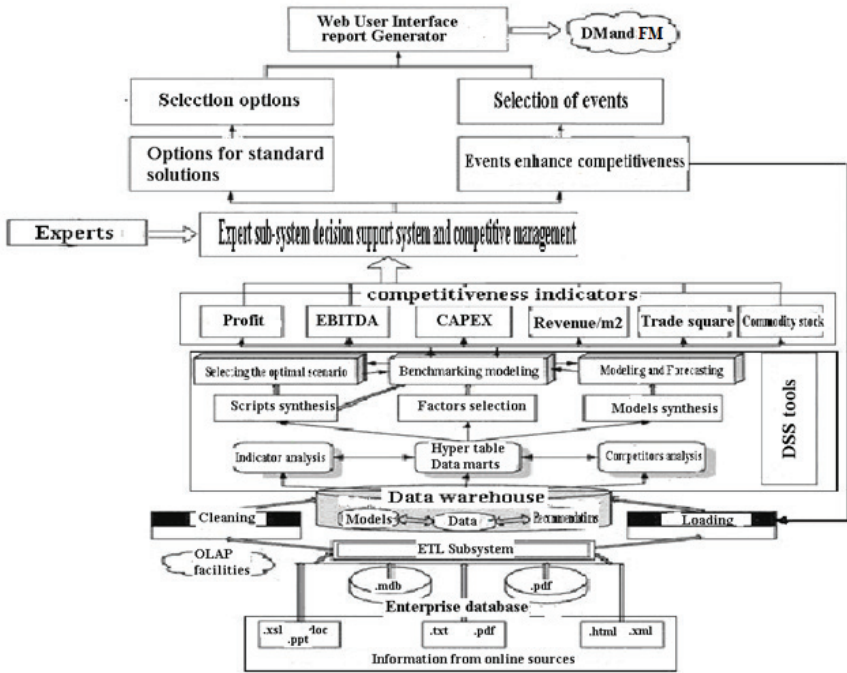 Web User Interface
report Generator
DM and FM
Selection options
Selection of events
Options for standard
solutions
Events enhance competitiveness
Experts
Expert sub-system decision support system and competitive management
competitiveness indicators
Profit
EBITDA
CAPEX
Revenue/m2
Trade square
Commodity stock
Selecting the optimal scenario
Benchmarking modeling
Modeling and Forecasting
Scripts synthesis
Factors selection
Models synthesis
DSS tools
Indicator analysis
Hyper table
Data marts
Competitors analysis
Data warehouse
Cleaning
Models
Data
Loading
ETL Subsystem
OLAP
facilities
.mdb
.pdf
Enterprise database
.xsl
.ppt
.txt
.pdf
.html
.xml
Information from online sources